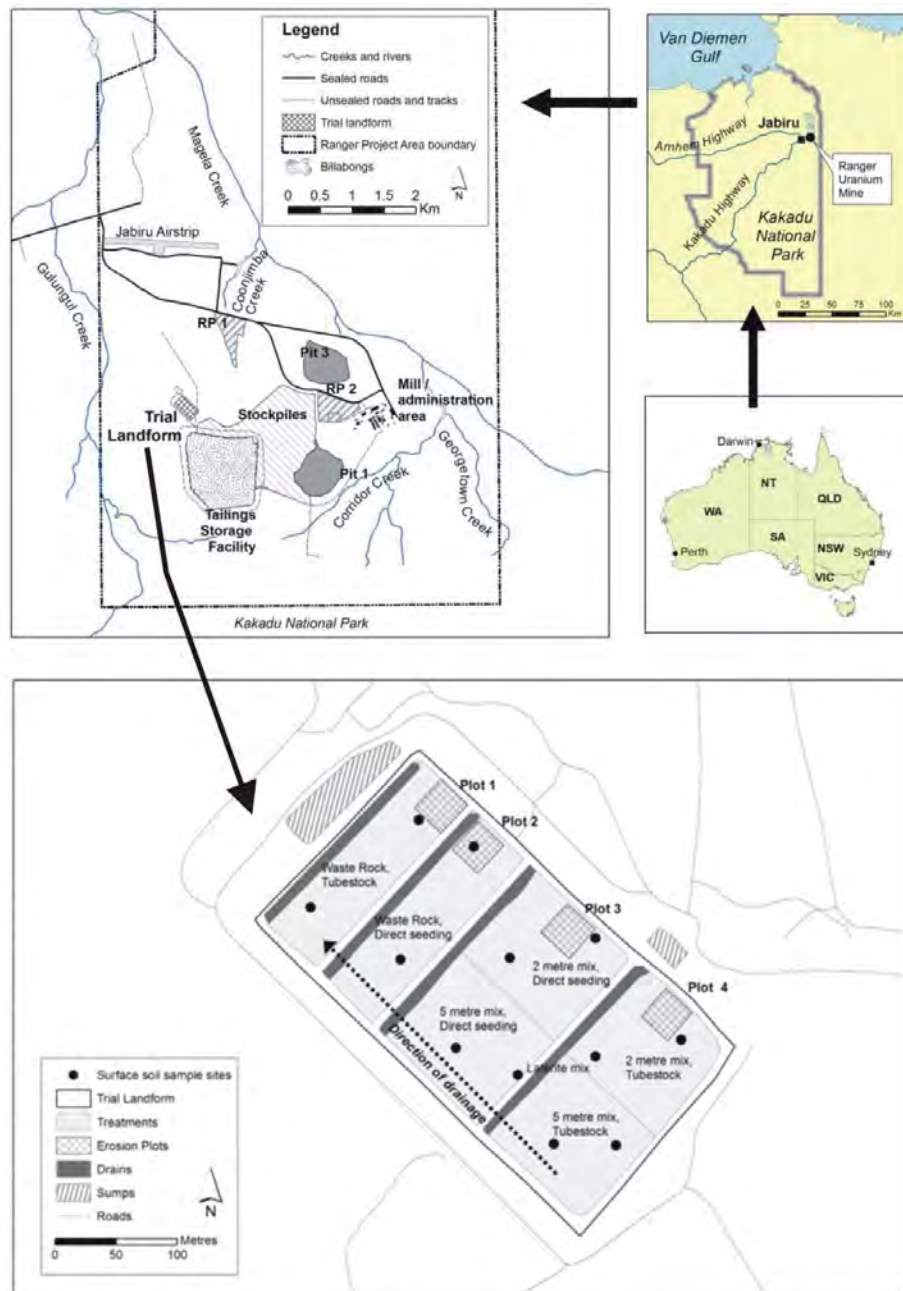 Legend
Creeks and rivers
Sealed roads
Unsealed roads and tracks
Trial landform
Ranger Project Area boundary
Billabongs
N
0 0.5 1 2
Km
Magela Creek
Jabiru Airstrip
Gulungul Creek
Coonjimba
Creek
RP 1
Pit 3
RP 2
Mill /
administration
area
Stockpiles
Trial
Landform
Pit 1
Corridor Creek
Georgetown Creek
Tailings
Storage
Facility
Kakadu National Park
Van Diemen
Gulf
Arnhem Highway
Jabiru
Ranger
Uranium
Mine
Kakadu Highway
Kakadu
National
Park
0 25 50 75 100
Km
Darwin
NT
QLD
WA
SA
Perth
NSW
Sydney
VIC
Plot 1
Plot 2
Waste Rock,
Tubestock
Plot 3
Waste Rock,
Direct seeding
2 metre mix,
Direct seeding
Plot 4
5 metre mix,
Direct seeding
Laterite mix
2 metre mix,
Tubestock
Direction of drainage
5 metre mix,
Tubestock
Surface soil sample sites
Trial Landform
Treatments
Erosion Plots
Drains
Sumps
Roads
N
Metres
0 50 100